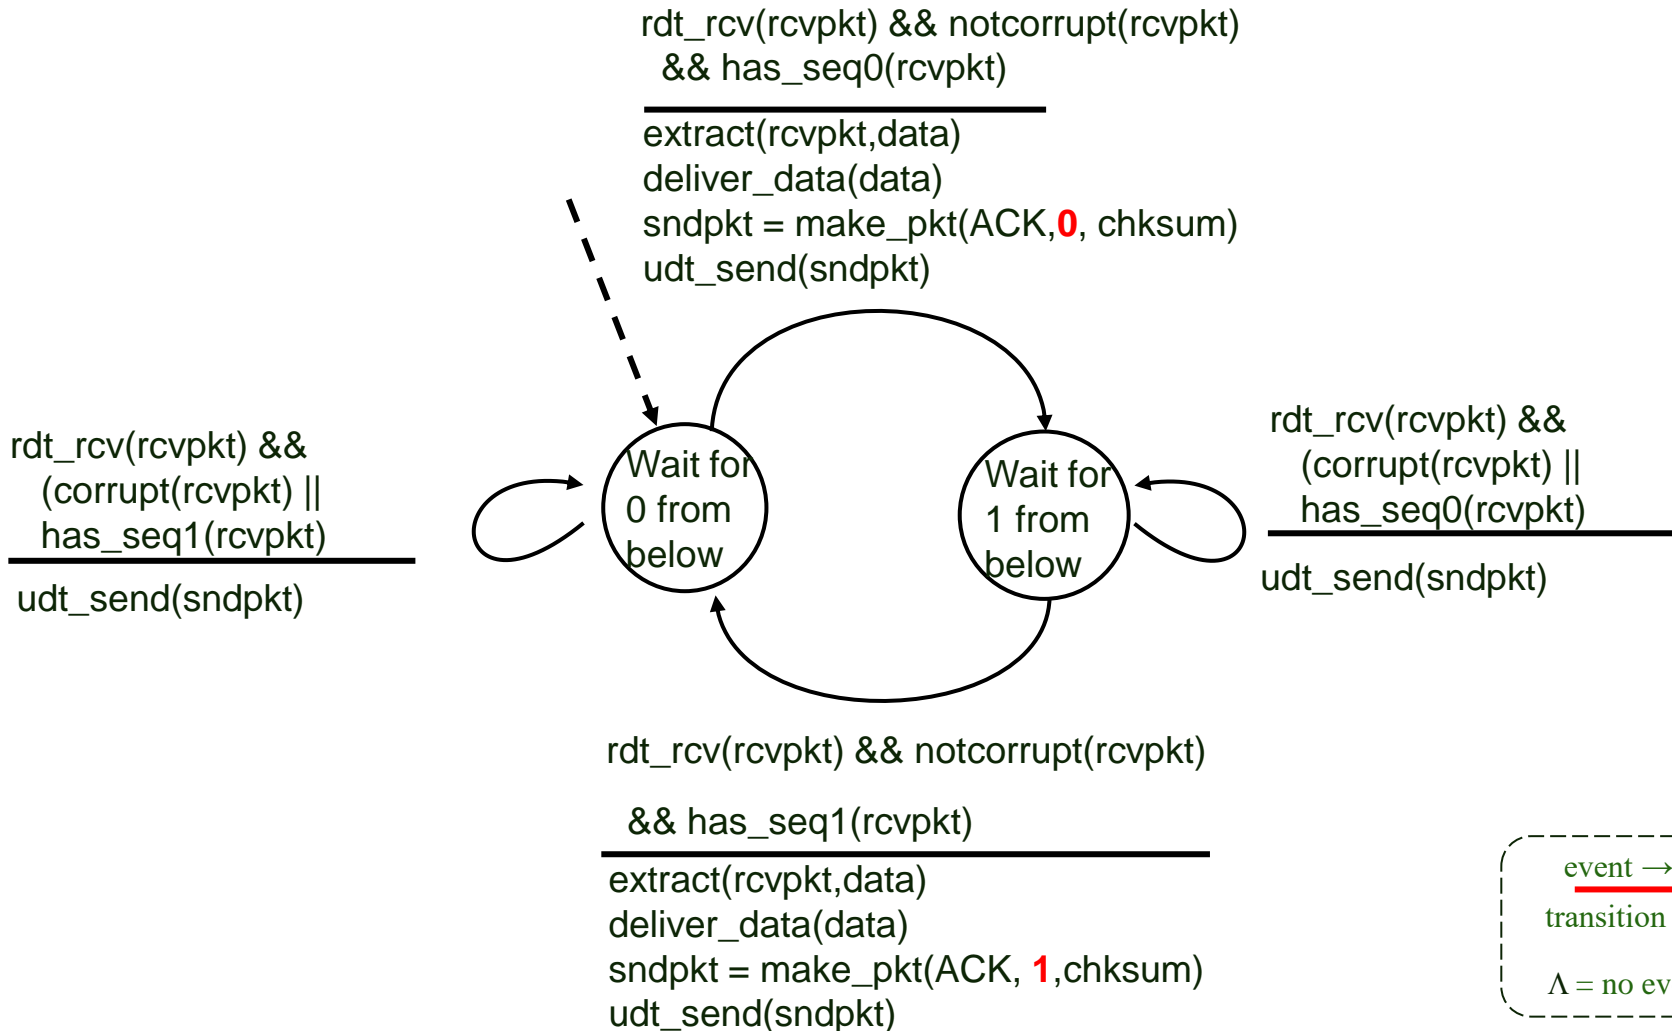 rdt_rcv(rcvpkt) && notcorrupt(rcvpkt)
&& has_seq0(rcvpkt)
extract(rcvpkt,data)
deliver_data(data)
sndpkt = make_pkt(ACK,0, chksum)
udt_send(sndpkt)
rdt_rcv(rcvpkt) &&
(corrupt(rcvpkt) ||
has_seq1(rcvpkt)
udt_send(sndpkt)
Wait for
0 from
below
Wait for
1 from
below
rdt_rcv(rcvpkt) &&
(corrupt(rcvpkt) ||
has_seq0(rcvpkt)
udt_send(sndpkt)
rdt_rcv(rcvpkt) && notcorrupt(rcvpkt)
&& has_seq1(rcvpkt)
extract(rcvpkt,data)
deliver_data(data)
sndpkt = make_pkt(ACK, 1,chksum)
udt_send(sndpkt)
event →
transition
Λ = no ev